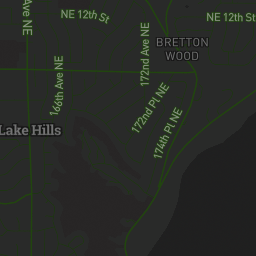 NE 12th St
NE 12th St
Ave NE
172nd Ave NE
BRETTON
WOOD
166th Ave NE
172nd Pl NE
174th Pl NE
Lake Hills